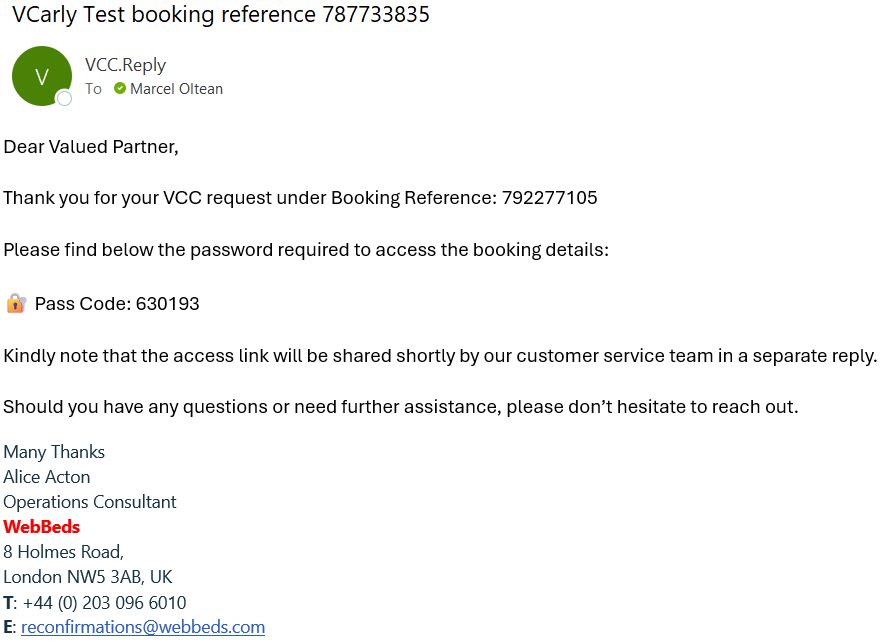 VCarly Test booking reference 787733835
V
VCC.Reply
To Marcel Oltean
Dear Valued Partner,
Thank you for your VCC request under Booking Reference: 792277105
Please find below the password required to access the booking details:
🔐 Pass Code: 630193
Kindly note that the access link will be shared shortly by our customer service team in a separate reply.
Should you have any questions or need further assistance, please don’t hesitate to reach out.
Many Thanks
Alice Acton
Operations Consultant
WebBeds
8 Holmes Road,
London NW5 3AB, UK
T: +44 (0) 203 096 6010
E: reconfirmations@webbeds.com